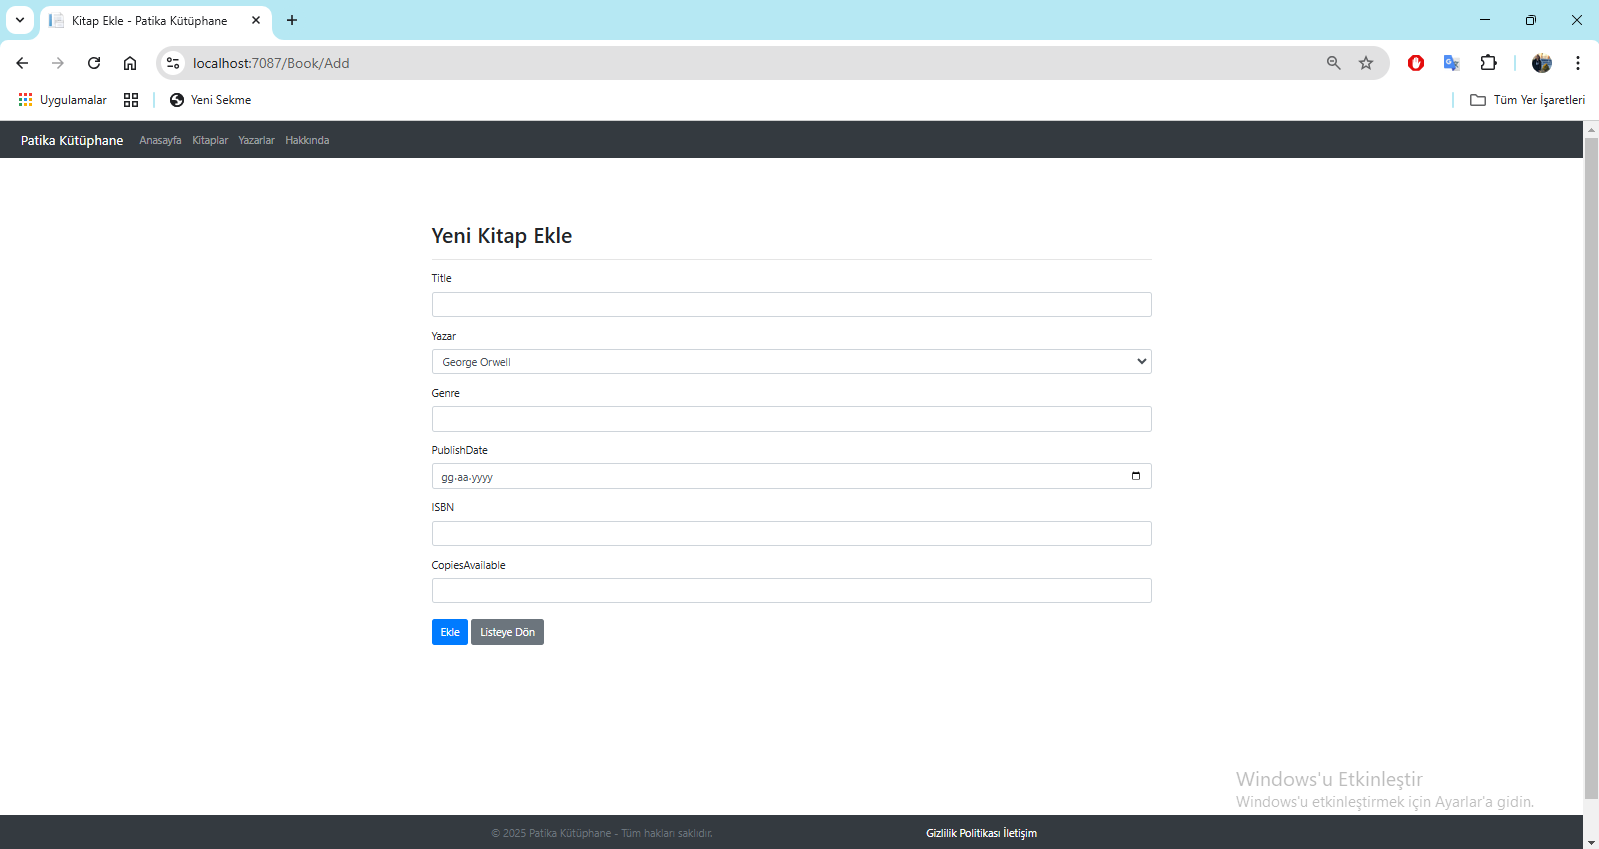 Kitap Ekle - Patika Kütüphane
localhost:7087/Book/Add
Uygulamalar
Yeni Sekme
Tüm Yer İşaretleri
Patika Kütüphane Anasayfa Kitaplar Yazarlar Hakkında
Yeni Kitap Ekle
Title
Yazar
George Orwell
Genre
PublishDate
gg.aa.yyyy
ISBN
CopiesAvailable
Ekle Listeye Dön
Windows'u Etkinleştir
Windows'u etkinleştirmek için Ayarlar'a gidin.
© 2025 Patika Kütüphane - Tüm hakları saklıdır. Gizlilik Politikası İletişim